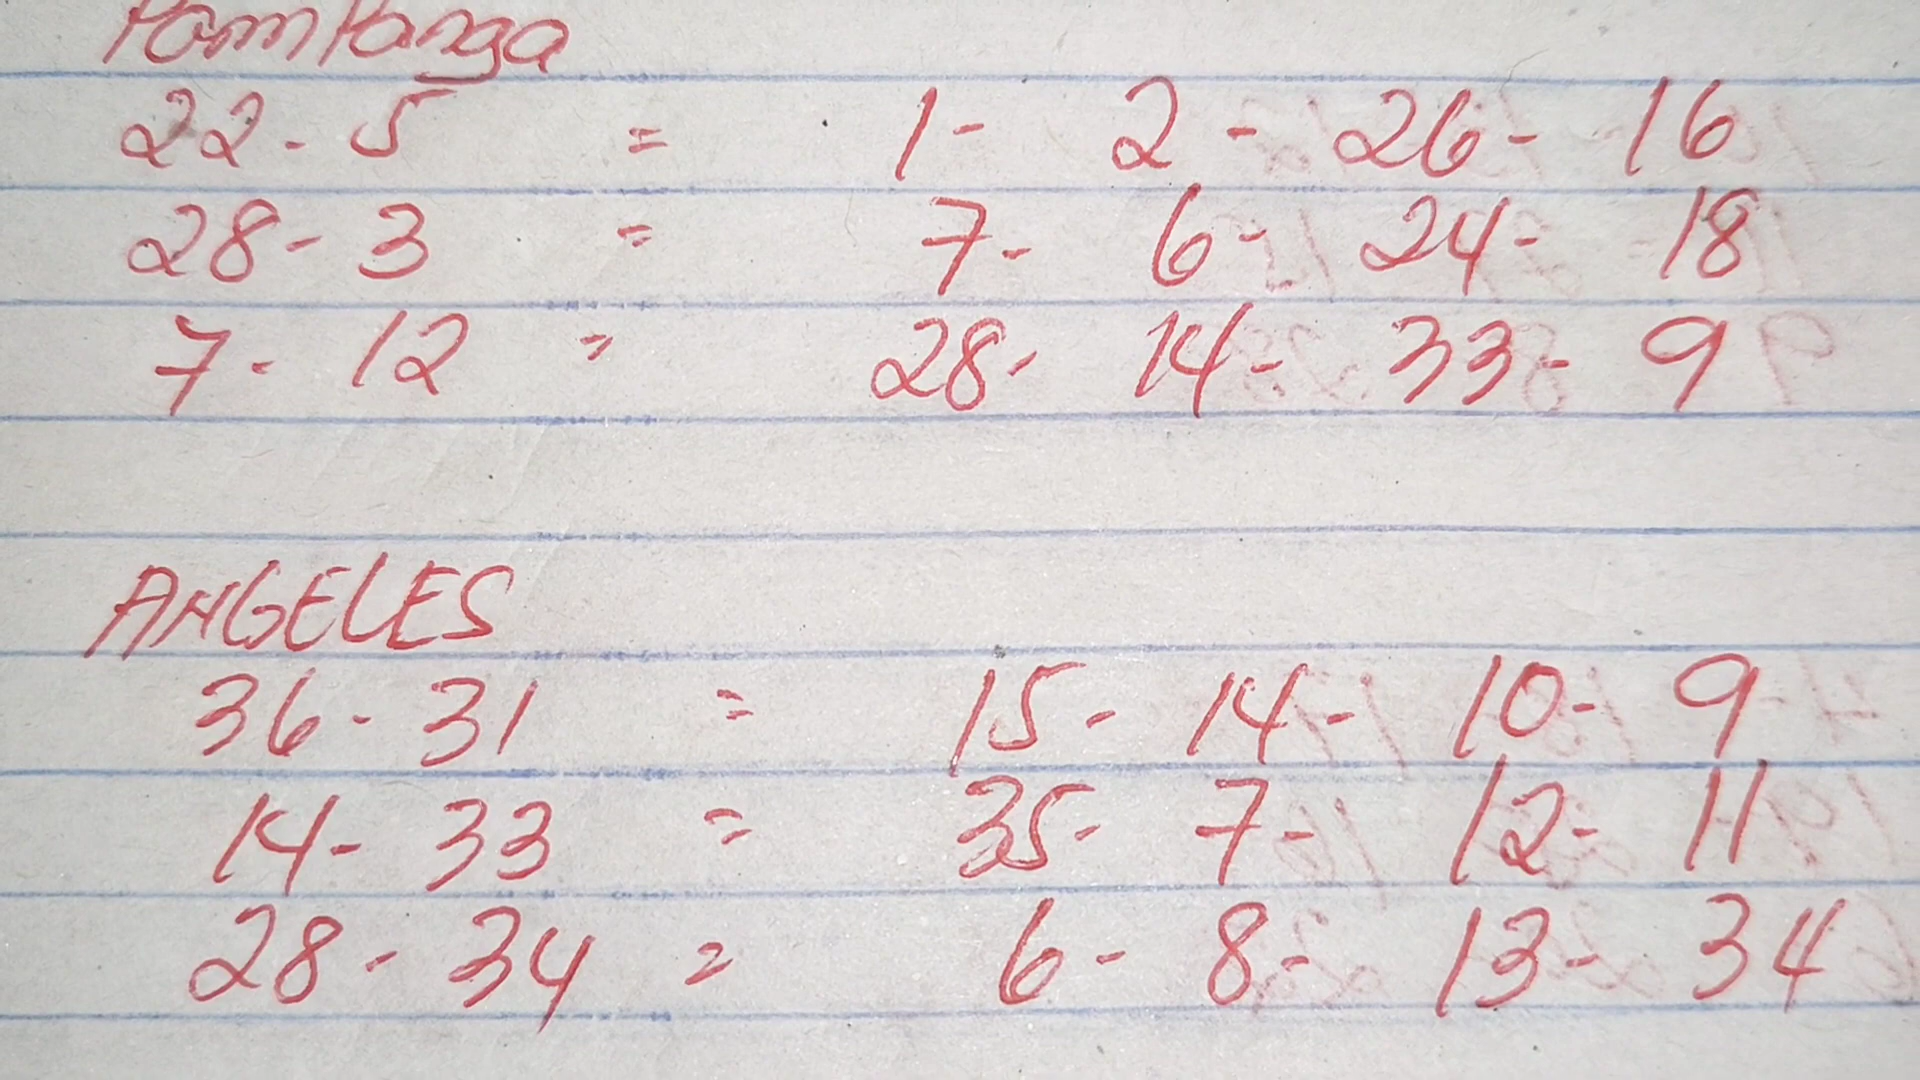 Pampanga
22 - 5 = 1 - 2 - 26 - 16
28 - 3 = 7 - 6 - 24 - 18
7 - 12 = 28 - 14 - 33 - 9
ANGELES
36 - 31 = 15 - 14 - 10 - 9
14 - 33 = 35 - 7 - 12 - 11
28 - 34 = 6 - 8 - 13 - 34